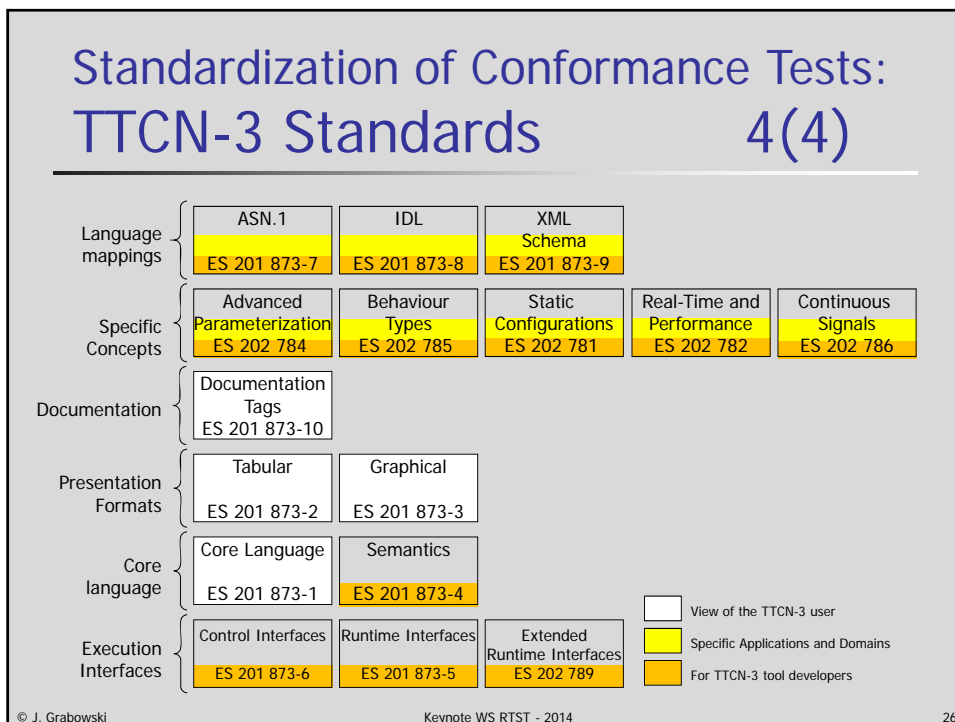 Standardization of Conformance Tests:
TTCN-3 Standards 4(4)
Language
mappings
ASN.1
ES 201 873-7
IDL
ES 201 873-8
XML
Schema
ES 201 873-9
Specific
Concepts
Advanced
Parameterization
ES 202 784
Behaviour
Types
ES 202 785
Static
Configurations
ES 202 781
Real-Time and
Performance
ES 202 782
Continuous
Signals
ES 202 786
Documentation
Documentation
Tags
ES 201 873-10
Presentation
Formats
Tabular
ES 201 873-2
Graphical
ES 201 873-3
Core
language
Core Language
ES 201 873-1
Semantics
ES 201 873-4
Execution
Interfaces
Control Interfaces
ES 201 873-6
Runtime Interfaces
ES 201 873-5
Extended
Runtime Interfaces
ES 202 789
View of the TTCN-3 user
Specific Applications and Domains
For TTCN-3 tool developers
© J. Grabowski
Keynote WS RTST - 2014
26